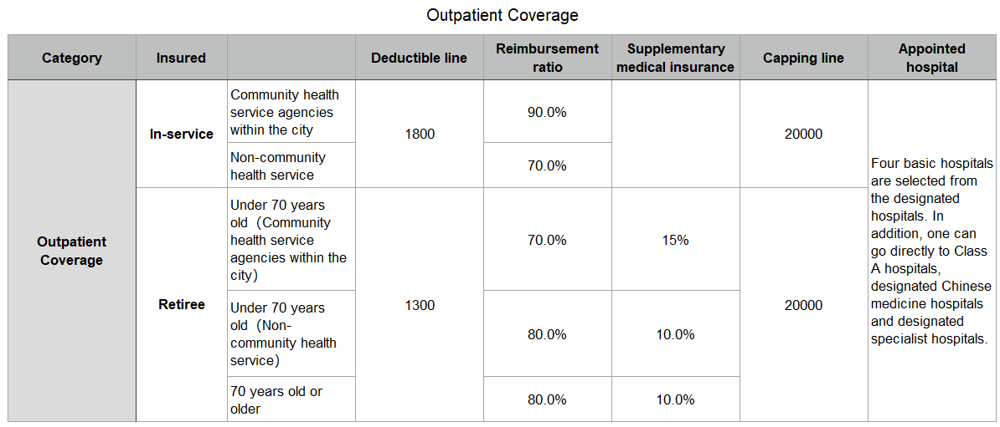 Outpatient Coverage
Category
Insured
Deductible line
Reimbursement
ratio
Supplementary
medical insurance
Capping line
Appointed
hospital
Outpatient
Coverage
In-service
Community health
service agencies
within the city
1800
90.0%
20000
Non-community
health service
70.0%
Retiree
Under 70 years
old（Community
health service
agencies within the
city）
1300
70.0%
15%
20000
Under 70 years
old（Non-
community health
service）
80.0%
10.0%
70 years old or
older
80.0%
10.0%
Four basic hospitals
are selected from
the designated
hospitals. In
addition, one can
go directly to Class
A hospitals,
designated Chinese
medicine hospitals
and designated
specialist hospitals.